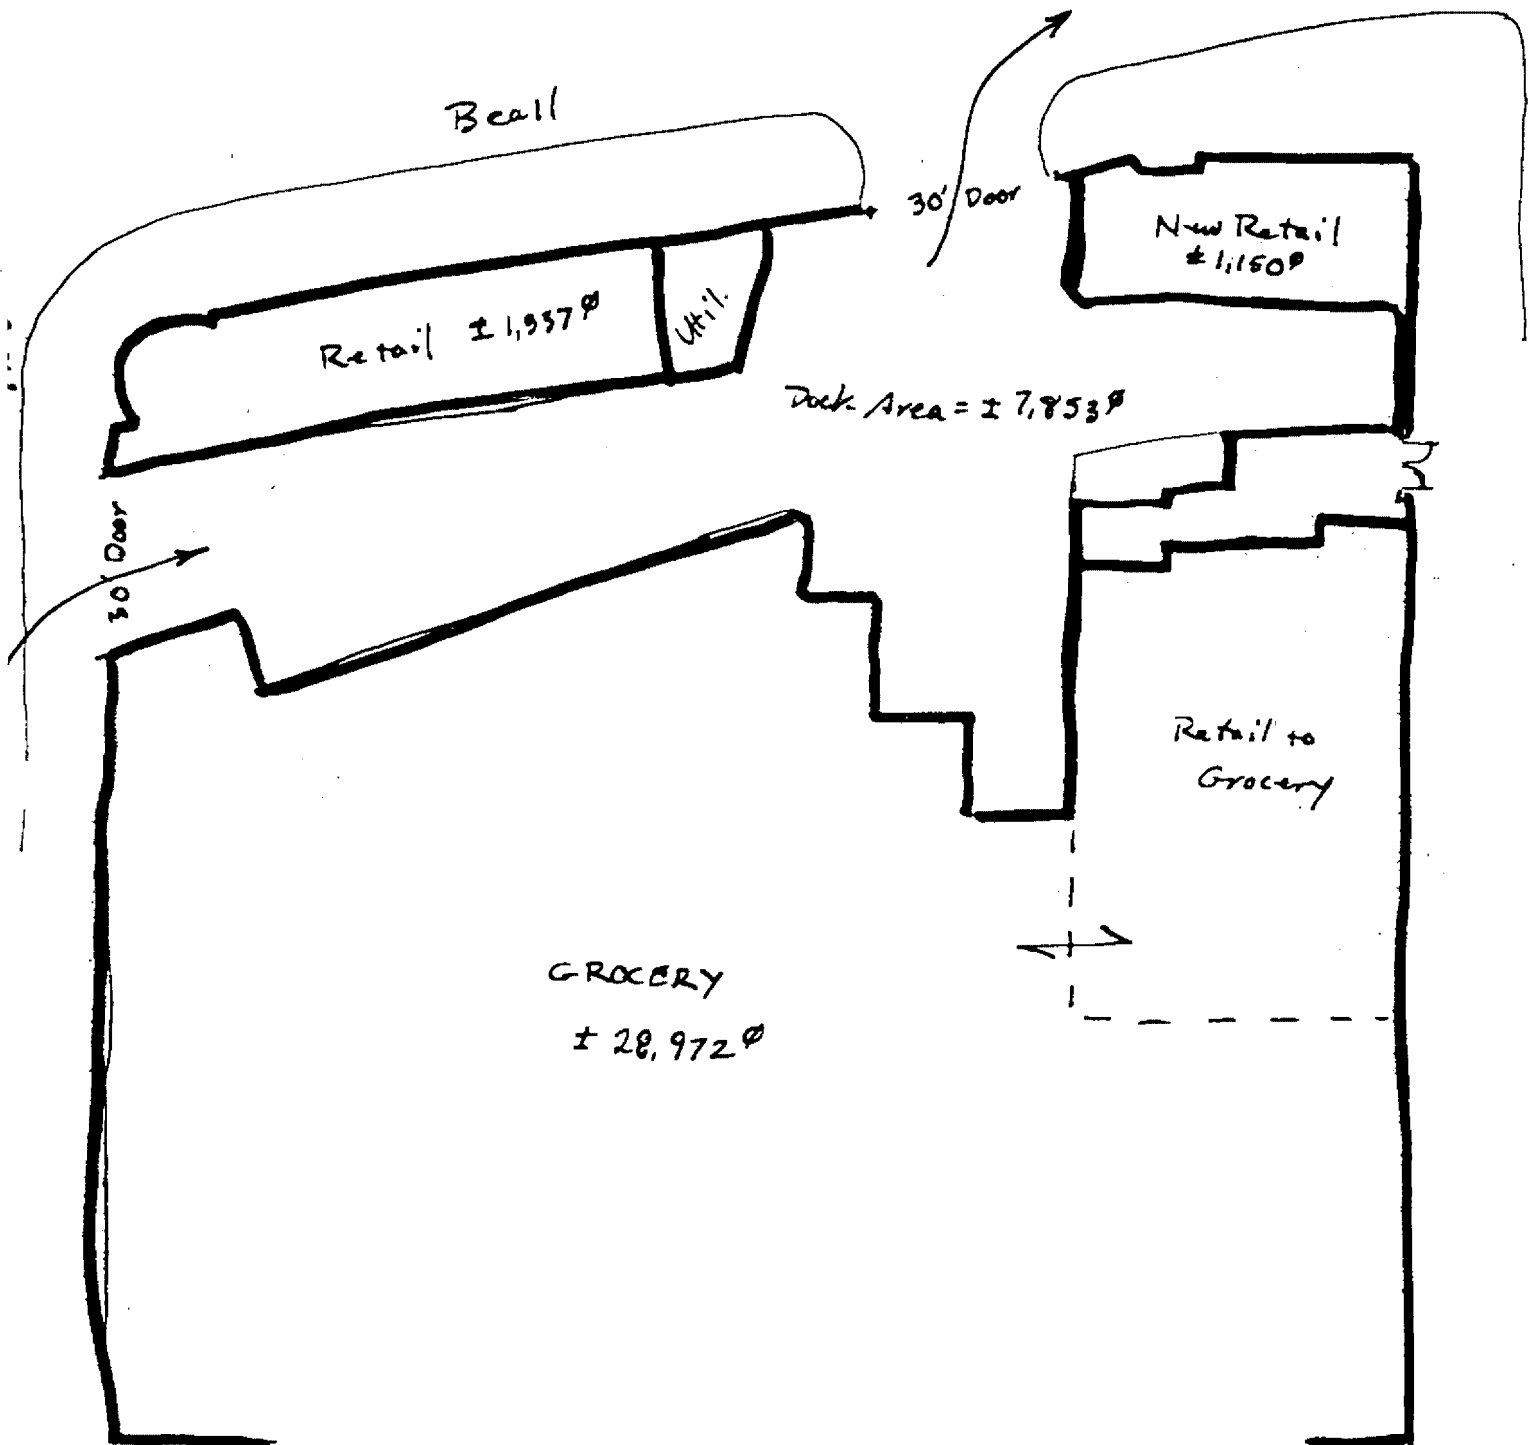 Beall
30' Door
New Retail
± 1,150 ⌀
Retail ± 1,937 ⌀
Util.
Dock Area = ± 7,853 ⌀
30' Door
Retail to
Grocery
GROCERY
± 28,972 ⌀